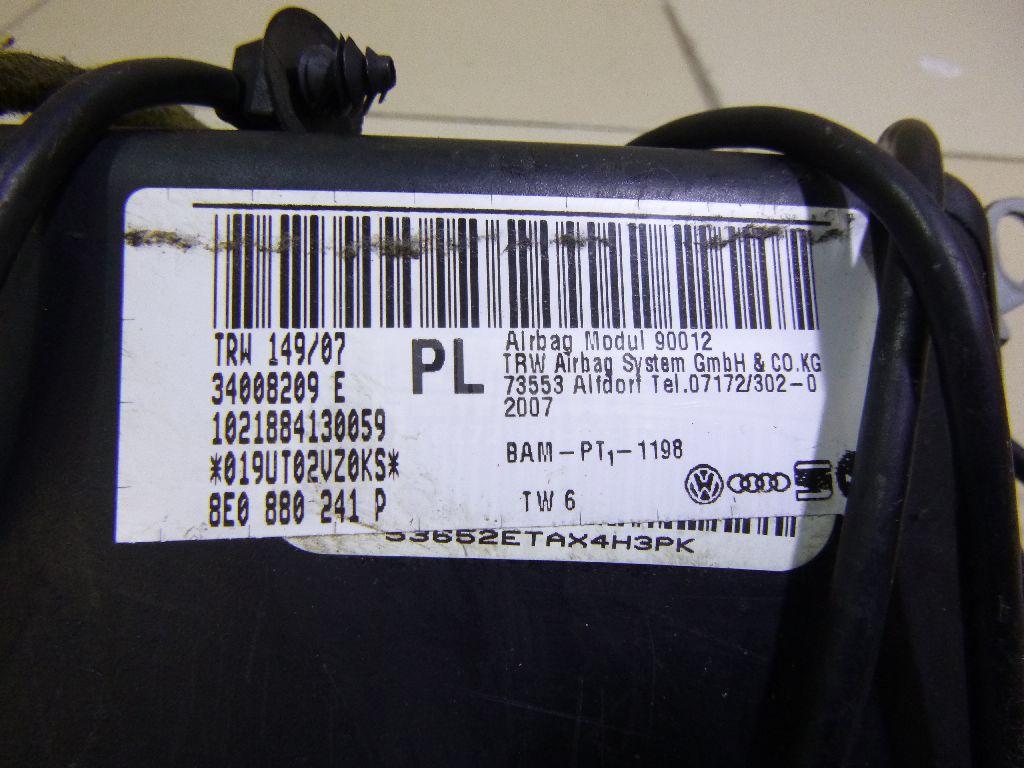 TRW 149/07
34008209 E
1021884130059
*019UT02VZ0KS*
8E0 880 241 P
PL
Airbag Modul 90012
TRW Airbag System GmbH & CO.KG
73553 Alfdorf Tel.07172/302-0
2007
BAM-PT₁-1198
TW 6
53652ETAX4H3PK